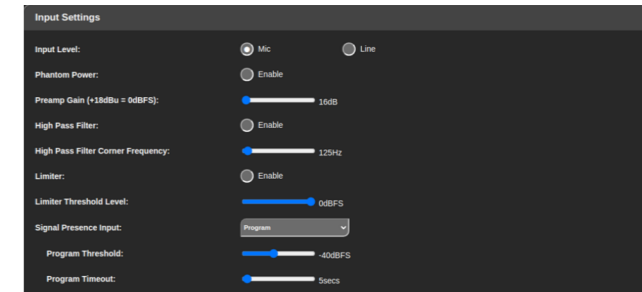 Input Settings
Input Level: Mic Line
Phantom Power: Enable
Preamp Gain (+18dBu = 0dBFS): 16dB
High Pass Filter: Enable
High Pass Filter Corner Frequency: 125Hz
Limiter: Enable
Limiter Threshold Level: 0dBFS
Signal Presence Input: Program
Program Threshold: -40dBFS
Program Timeout: 5secs